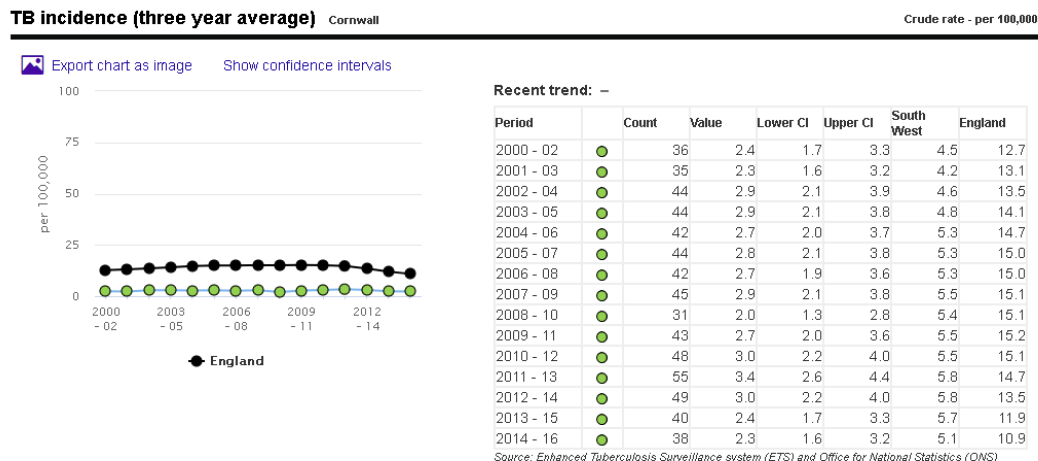 TB incidence (three year average) Cornwall Crude rate - per 100,000
Export chart as image Show confidence intervals
100
75
50
25
0
per 100,000
2000 - 02
2003 - 05
2006 - 08
2009 - 11
2012 - 14
England
Recent trend: –
Period Count Value Lower CI Upper CI South West England
2000 - 02 36 2.4 1.7 3.3 4.5 12.7
2001 - 03 35 2.3 1.6 3.2 4.2 13.1
2002 - 04 44 2.9 2.1 3.9 4.6 13.5
2003 - 05 44 2.9 2.1 3.8 4.8 14.1
2004 - 06 42 2.7 2.0 3.7 5.3 14.7
2005 - 07 44 2.8 2.1 3.8 5.3 15.0
2006 - 08 42 2.7 1.9 3.6 5.3 15.0
2007 - 09 45 2.9 2.1 3.8 5.5 15.1
2008 - 10 31 2.0 1.3 2.8 5.4 15.1
2009 - 11 43 2.7 2.0 3.6 5.5 15.2
2010 - 12 48 3.0 2.2 4.0 5.5 15.1
2011 - 13 55 3.4 2.6 4.4 5.8 14.7
2012 - 14 49 3.0 2.2 4.0 5.8 13.5
2013 - 15 40 2.4 1.7 3.3 5.7 11.9
2014 - 16 38 2.3 1.6 3.2 5.1 10.9
Source: Enhanced Tuberculosis Surveillance system (ETS) and Office for National Statistics (ONS)